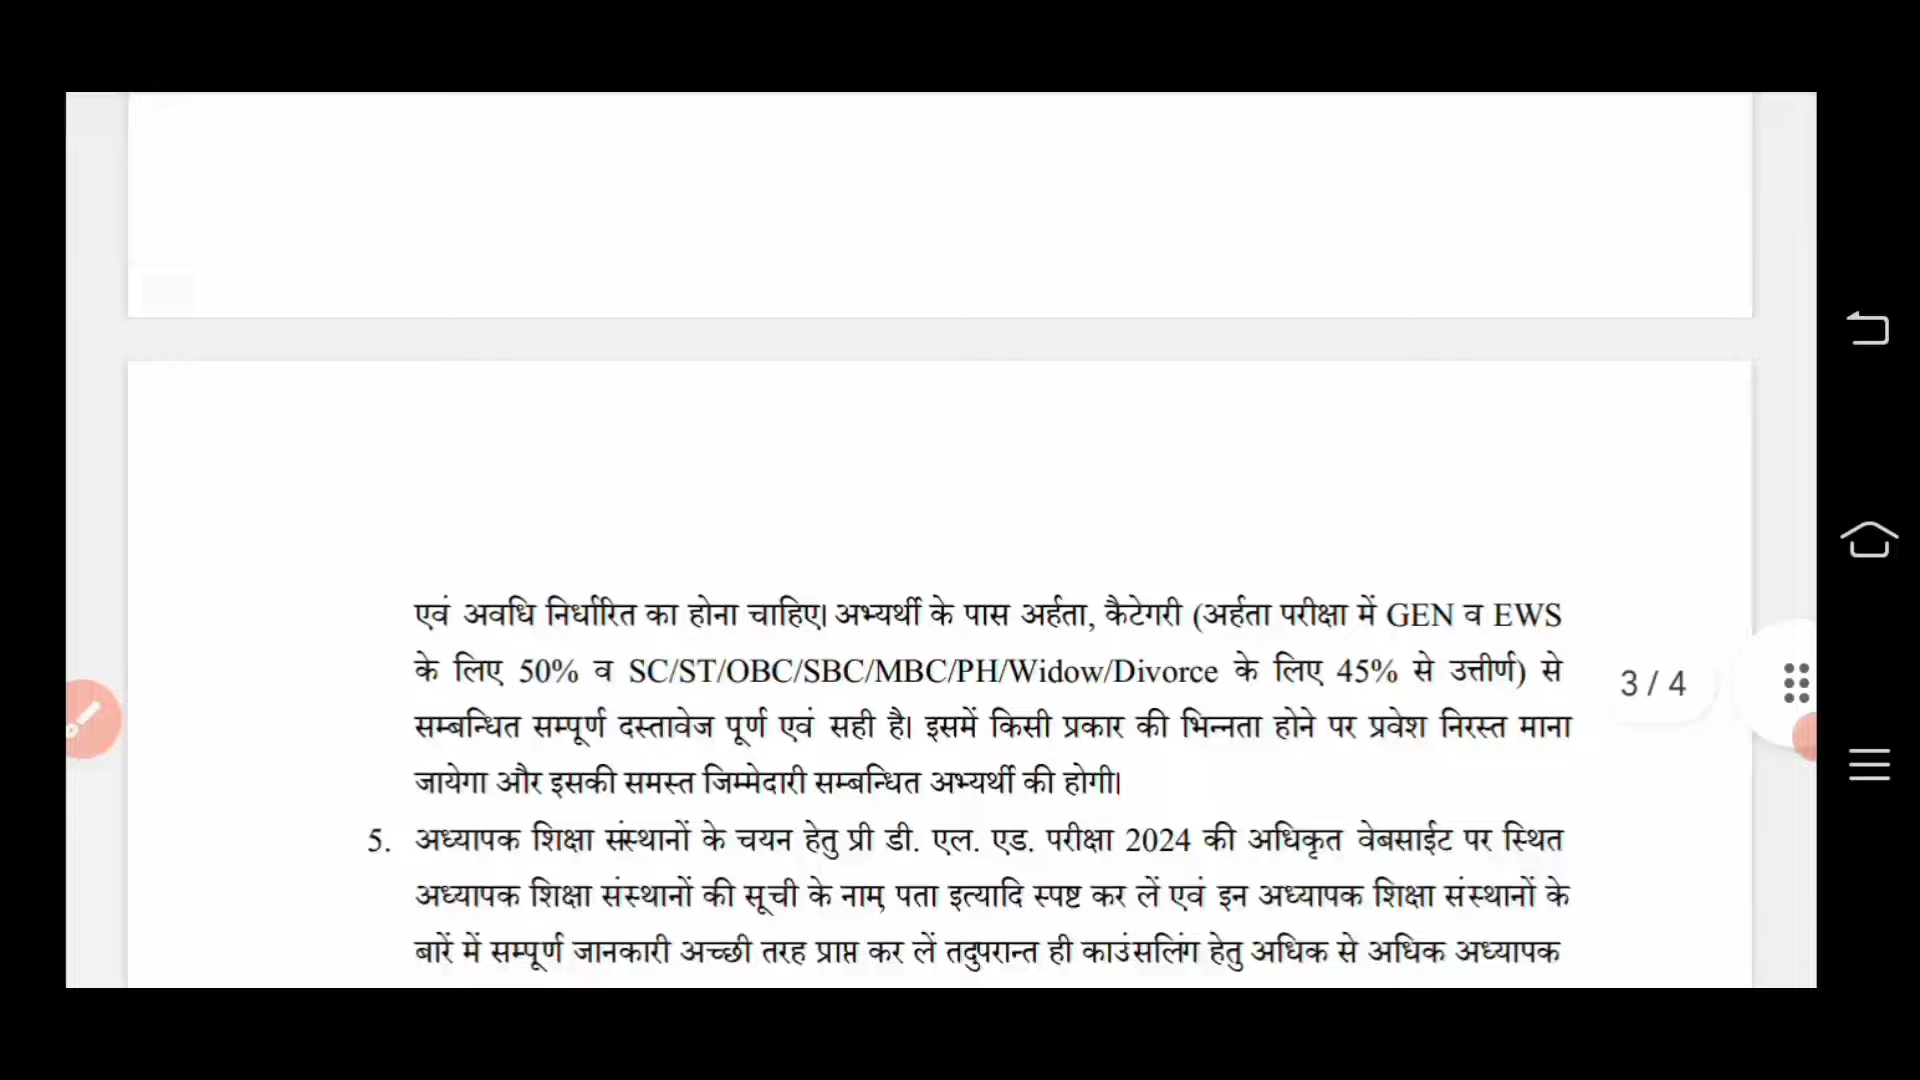 एवं अवधि निर्धारित का होना चाहिए। अभ्यर्थी के पास अर्हता, कैटेगरी (अर्हता परीक्षा में GEN व EWS
के लिए 50% व SC/ST/OBC/SBC/MBC/PH/Widow/Divorce के लिए 45% से उत्तीर्ण) से
सम्बन्धित सम्पूर्ण दस्तावेज पूर्ण एवं सही है। इसमें किसी प्रकार की भिन्नता होने पर प्रवेश निरस्त माना
जायेगा और इसकी समस्त जिम्मेदारी सम्बन्धित अभ्यर्थी की होगी।
3 / 4
5. अध्यापक शिक्षा संस्थानों के चयन हेतु प्री डी. एल. एड. परीक्षा 2024 की अधिकृत वेबसाईट पर स्थित
अध्यापक शिक्षा संस्थानों की सूची के नाम, पता इत्यादि स्पष्ट कर लें एवं इन अध्यापक शिक्षा संस्थानों के
बारें में सम्पूर्ण जानकारी अच्छी तरह प्राप्त कर लें तदुपरान्त ही काउंसलिंग हेतु अधिक से अधिक अध्यापक